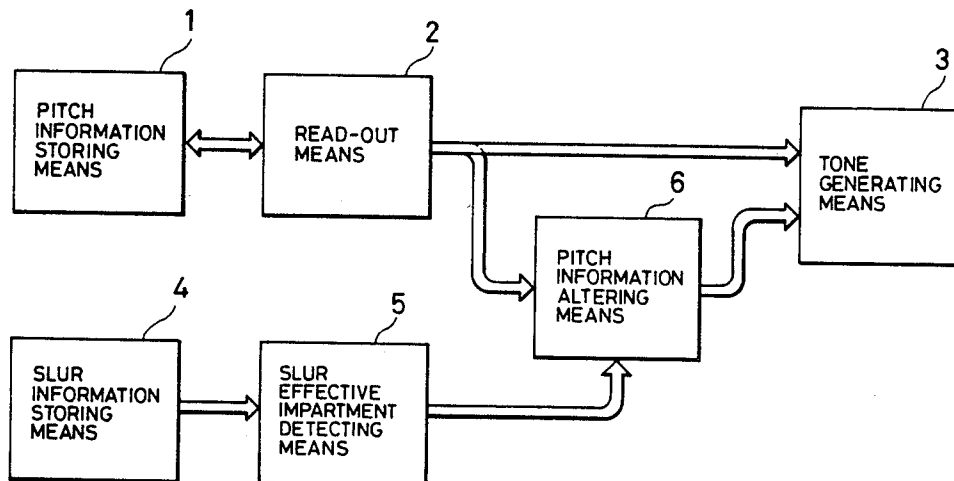 1
PITCH
INFORMATION
STORING
MEANS
2
READ-OUT
MEANS
3
TONE
GENERATING
MEANS
6
PITCH
INFORMATION
ALTERING
MEANS
4
SLUR
INFORMATION
STORING
MEANS
5
SLUR
EFFECTIVE
IMPARTMENT
DETECTING
MEANS